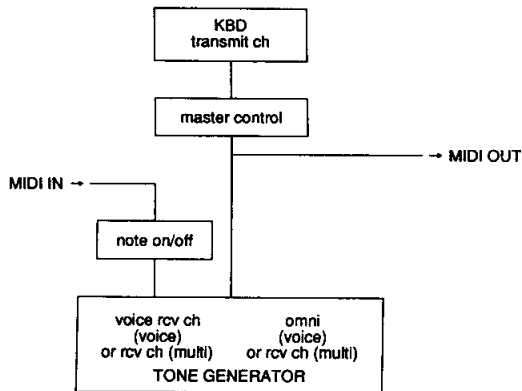 KBD
transmit ch
master control
→ MIDI OUT
MIDI IN →
note on/off
voice rcv ch
(voice)
or rcv ch (multi)
omni
(voice)
or rcv ch (multi)
TONE GENERATOR